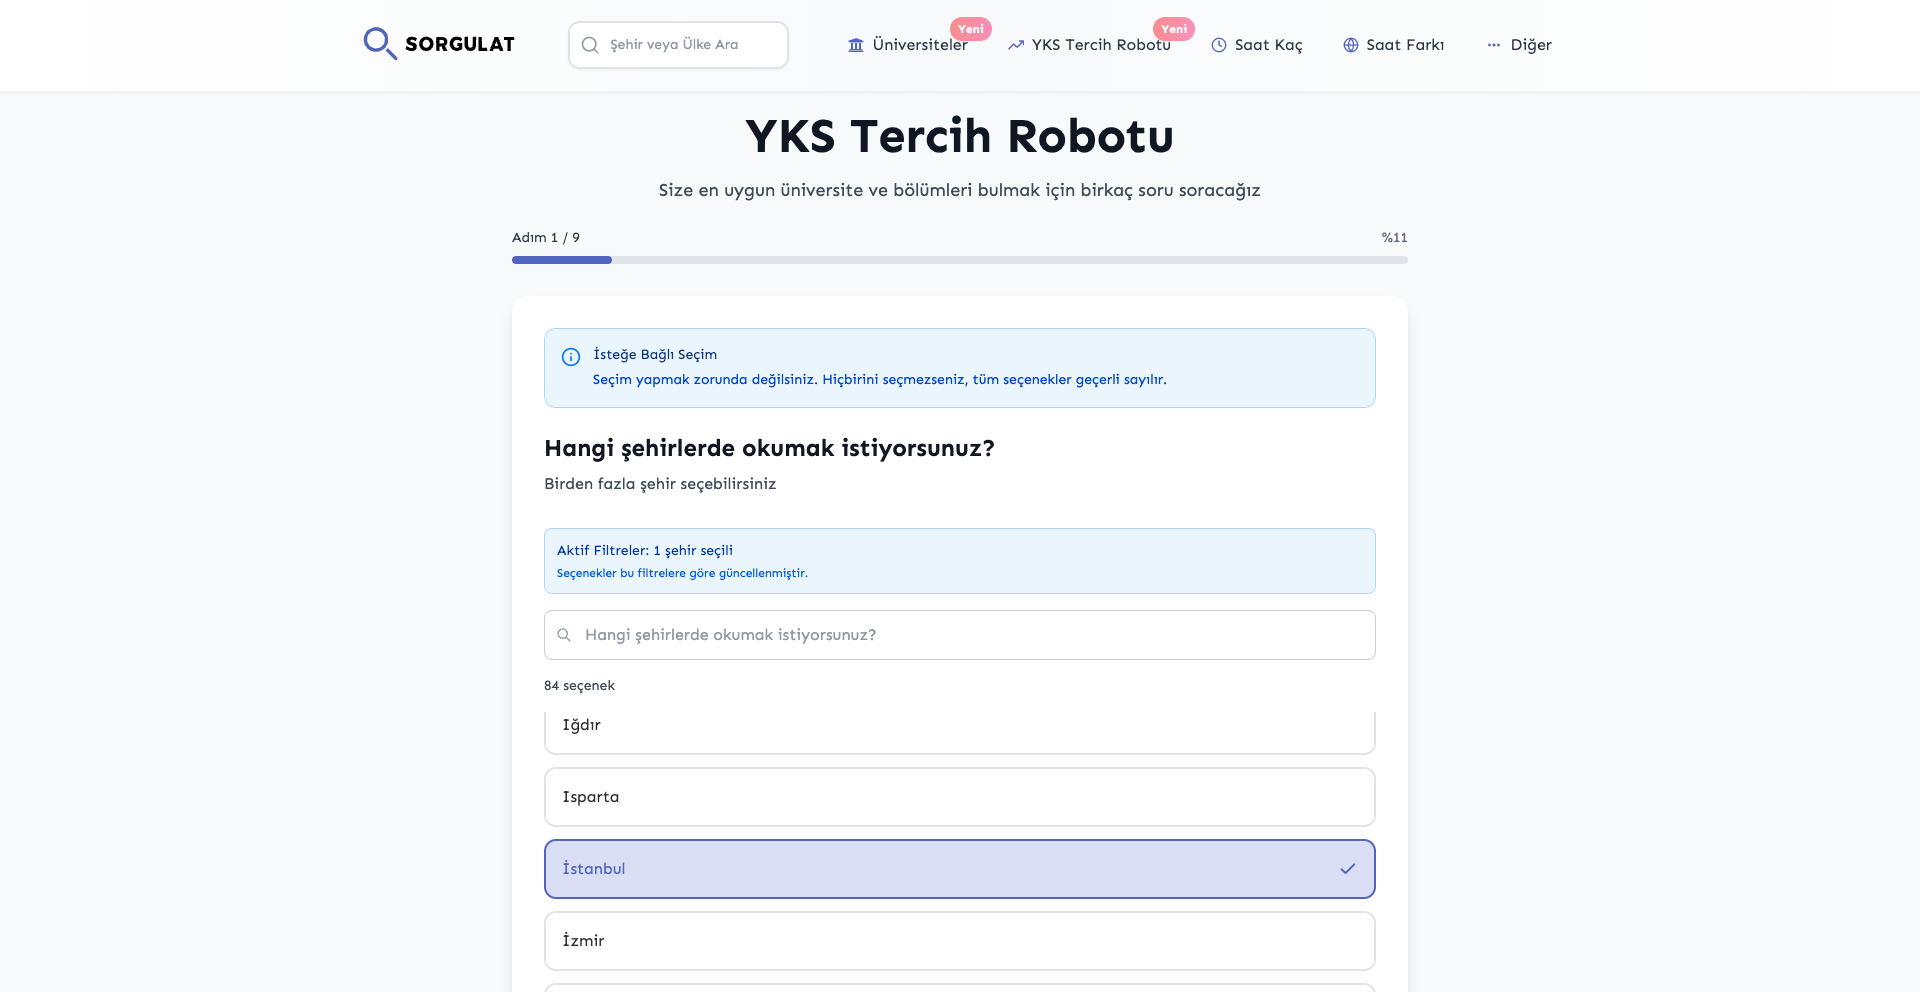 SORGULAT
Şehir veya Ülke Ara
Üniversiteler
Yeni
YKS Tercih Robotu
Yeni
Saat Kaç
Saat Farkı
Diğer
YKS Tercih Robotu
Size en uygun üniversite ve bölümleri bulmak için birkaç soru soracağız
Adım 1 / 9
%11
İsteğe Bağlı Seçim
Seçim yapmak zorunda değilsiniz. Hiçbirini seçmezseniz, tüm seçenekler geçerli sayılır.
Hangi şehirlerde okumak istiyorsunuz?
Birden fazla şehir seçebilirsiniz
Aktif Filtreler: 1 şehir seçili
Seçenekler bu filtrelere göre güncellenmiştir.
Hangi şehirlerde okumak istiyorsunuz?
84 seçenek
Iğdır
Isparta
İstanbul
İzmir